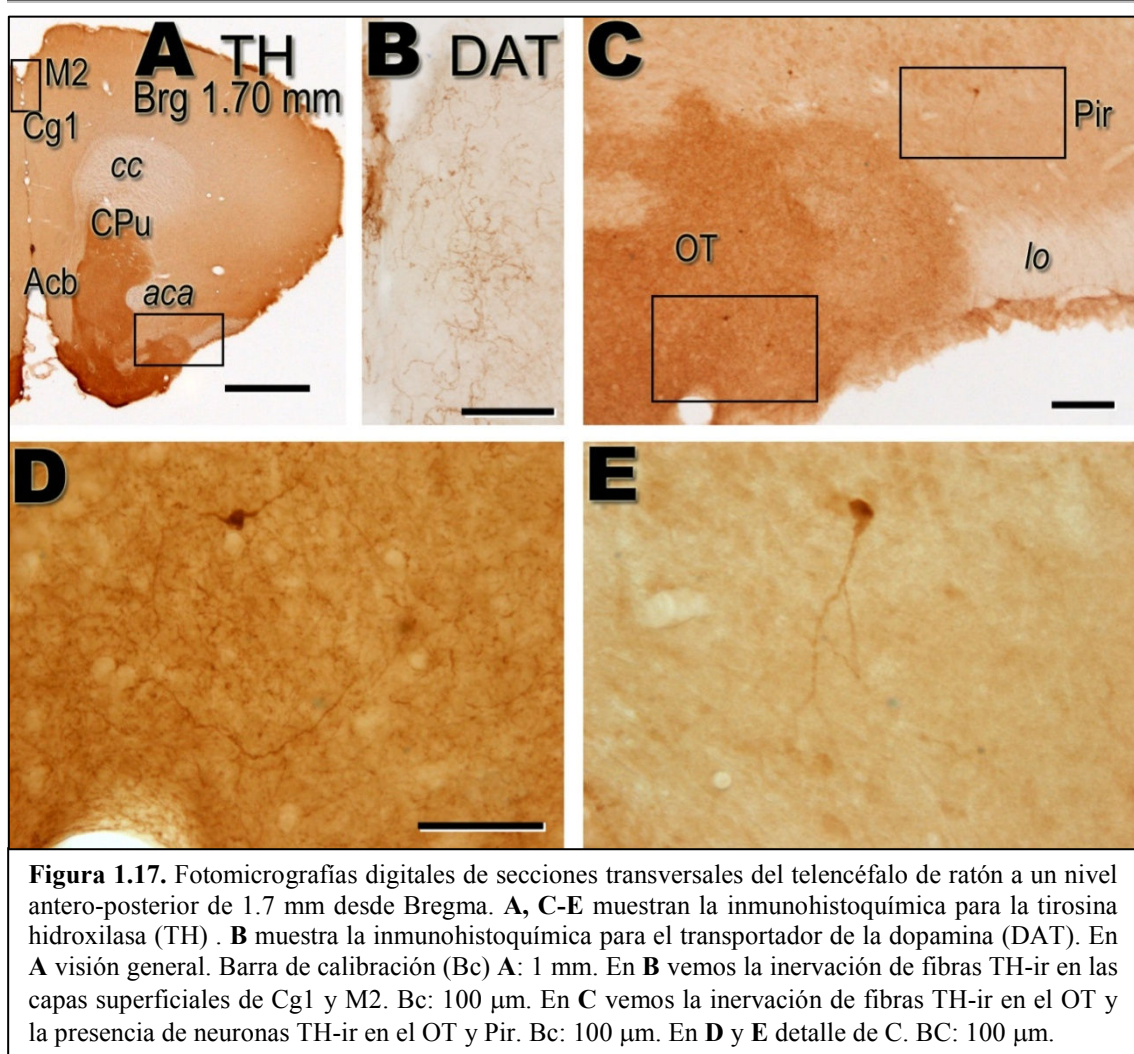 A TH
Brg 1.70 mm
M2
Cg1
cc
CPu
Acb
aca
B DAT
C
Pir
OT
lo
D
E
Figura 1.17. Fotomicrografías digitales de secciones transversales del telencéfalo de ratón a un nivel
antero-posterior de 1.7 mm desde Bregma. A, C-E muestran la inmunohistoquímica para la tirosina
hidroxilasa (TH) . B muestra la inmunohistoquímica para el transportador de la dopamina (DAT). En
A visión general. Barra de calibración (Bc) A: 1 mm. En B vemos la inervación de fibras TH-ir en las
capas superficiales de Cg1 y M2. Bc: 100 μm. En C vemos la inervación de fibras TH-ir en el OT y
la presencia de neuronas TH-ir en el OT y Pir. Bc: 100 μm. En D y E detalle de C. BC: 100 μm.